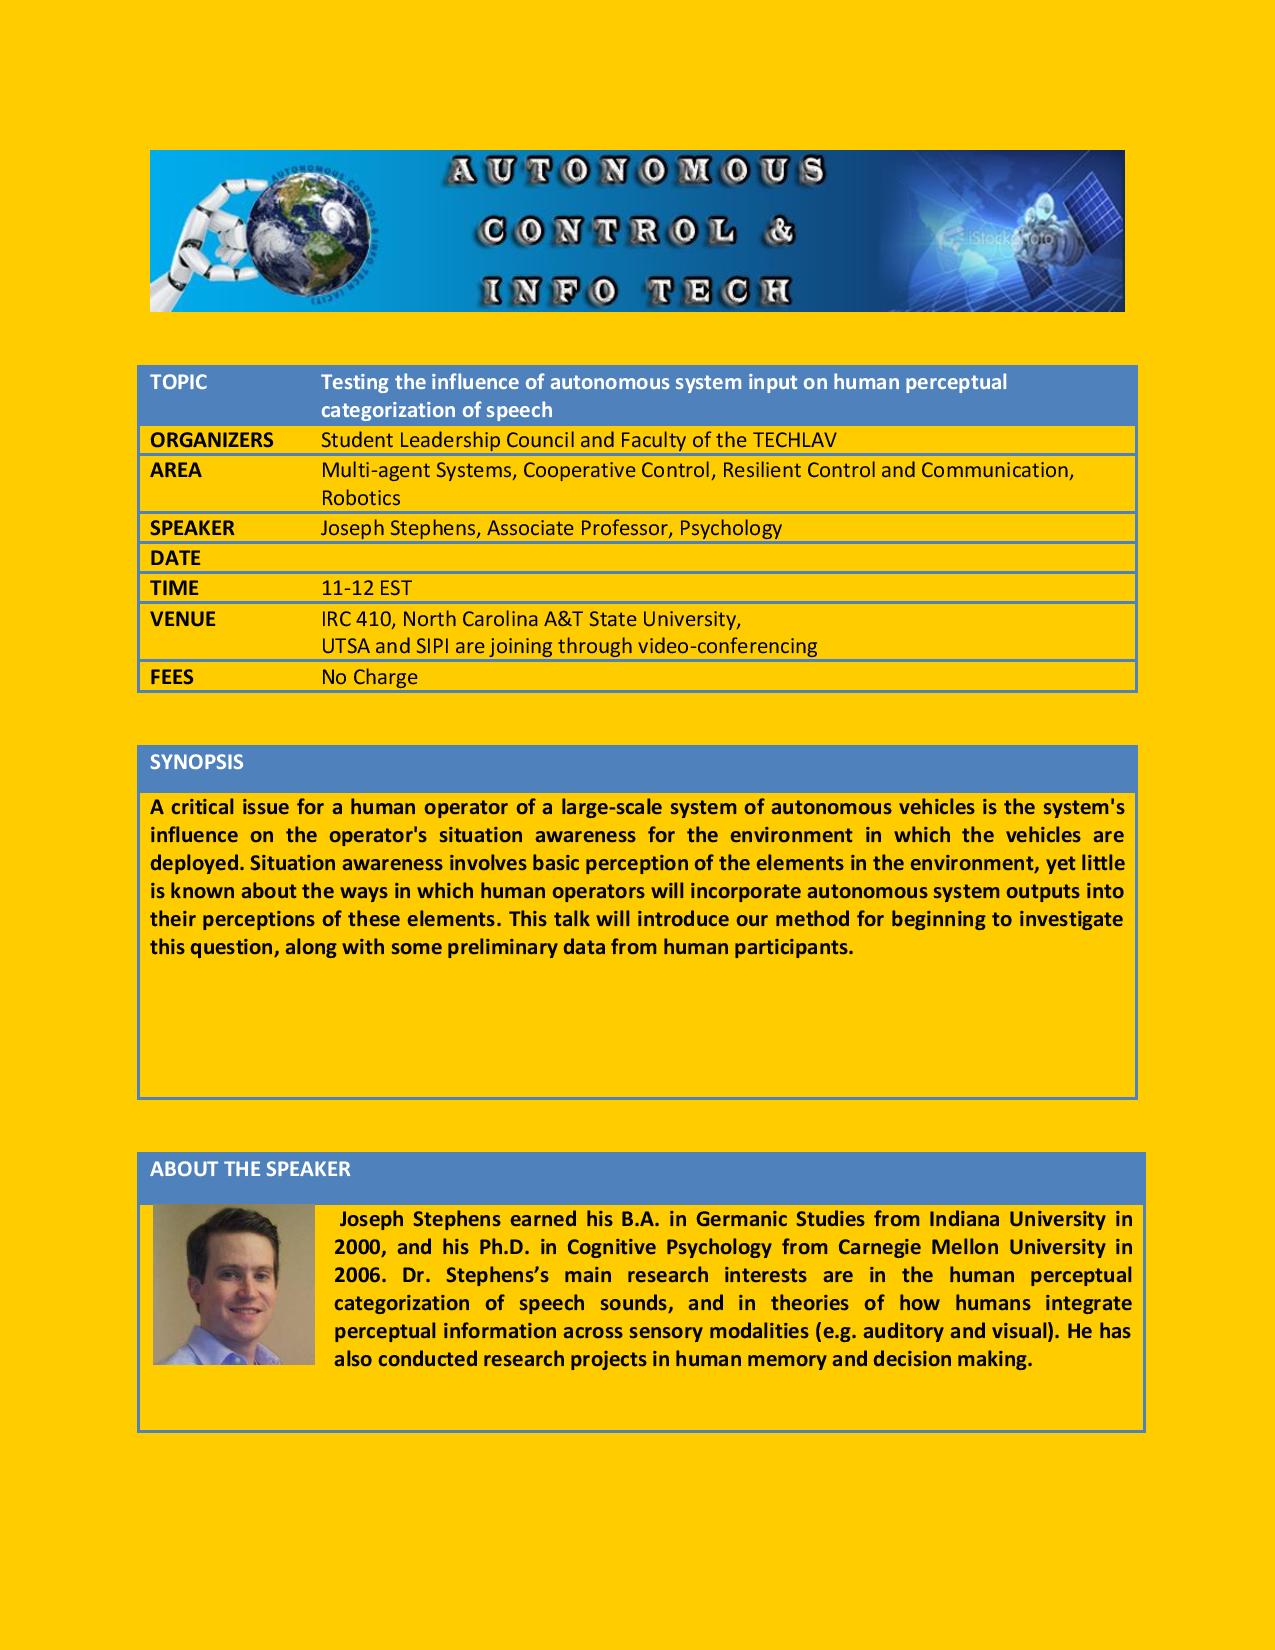 AUTONOMOUS
CONTROL &
INFO TECH
AUTONOMOUS CONTROL & INFO TECH (ACIT)
iStockphoto
TOPIC Testing the influence of autonomous system input on human perceptual
categorization of speech
ORGANIZERS Student Leadership Council and Faculty of the TECHLAV
AREA Multi-agent Systems, Cooperative Control, Resilient Control and Communication,
Robotics
SPEAKER Joseph Stephens, Associate Professor, Psychology
DATE
TIME 11-12 EST
VENUE IRC 410, North Carolina A&T State University,
UTSA and SIPI are joining through video-conferencing
FEES No Charge
SYNOPSIS
A critical issue for a human operator of a large-scale system of autonomous vehicles is the system's
influence on the operator's situation awareness for the environment in which the vehicles are
deployed. Situation awareness involves basic perception of the elements in the environment, yet little
is known about the ways in which human operators will incorporate autonomous system outputs into
their perceptions of these elements. This talk will introduce our method for beginning to investigate
this question, along with some preliminary data from human participants.
ABOUT THE SPEAKER
Joseph Stephens earned his B.A. in Germanic Studies from Indiana University in
2000, and his Ph.D. in Cognitive Psychology from Carnegie Mellon University in
2006. Dr. Stephens’s main research interests are in the human perceptual
categorization of speech sounds, and in theories of how humans integrate
perceptual information across sensory modalities (e.g. auditory and visual). He has
also conducted research projects in human memory and decision making.